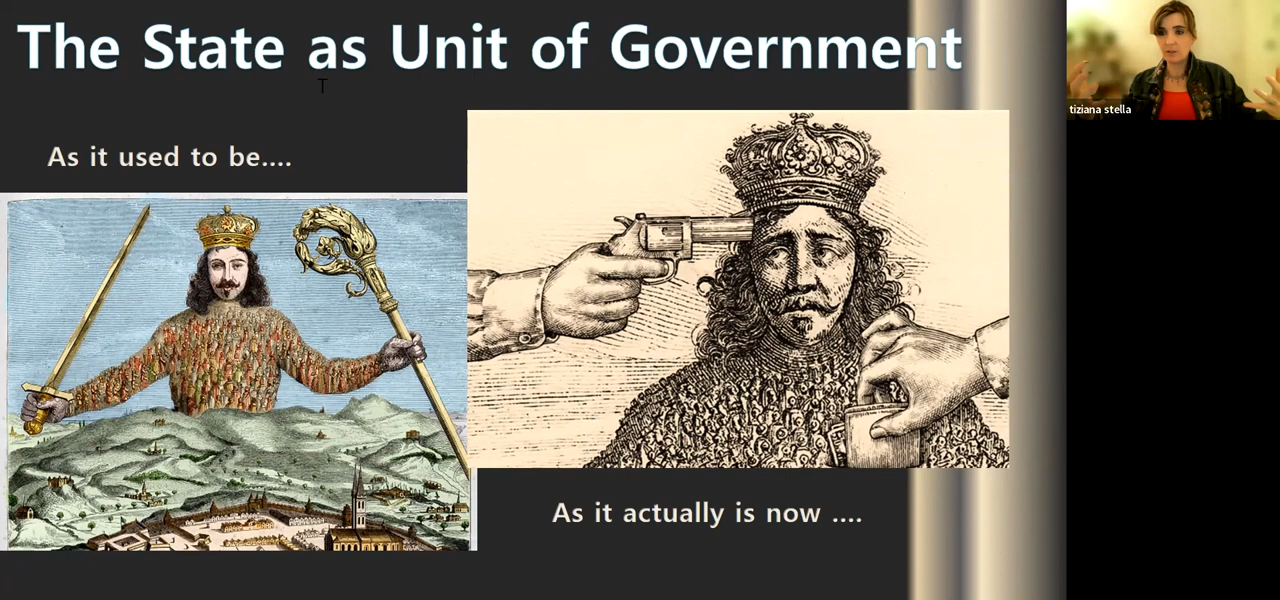 The State as Unit of Government
T
As it used to be....
As it actually is now ....
tiziana stella